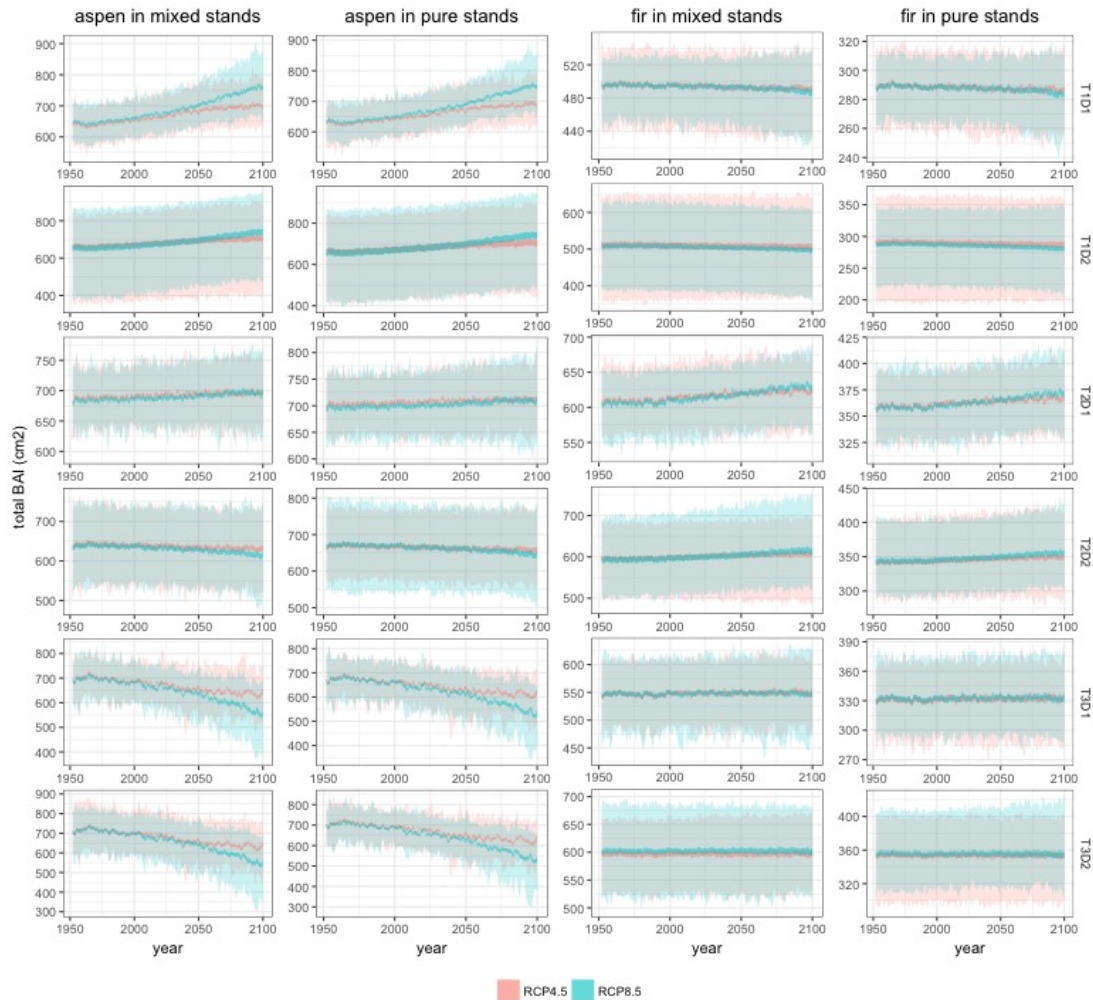 aspen in mixed stands aspen in pure stands fir in mixed stands fir in pure stands
900
800
700
600
1950 2000 2050 2100
900
800
700
600
1950 2000 2050 2100
520
480
440
1950 2000 2050 2100
320
300
280
260
240
1950 2000 2050 2100
T1D1
800
600
400
1950 2000 2050 2100
800
600
400
1950 2000 2050 2100
600
500
400
1950 2000 2050 2100
350
300
250
200
1950 2000 2050 2100
T1D2
750
700
650
600
1950 2000 2050 2100
800
750
700
650
600
1950 2000 2050 2100
700
650
600
550
1950 2000 2050 2100
425
400
375
350
325
1950 2000 2050 2100
T2D1
total BAI (cm2)
700
600
500
1950 2000 2050 2100
800
700
600
500
1950 2000 2050 2100
700
600
500
1950 2000 2050 2100
450
400
350
300
1950 2000 2050 2100
T2D2
800
700
600
500
400
1950 2000 2050 2100
800
700
600
500
400
1950 2000 2050 2100
600
550
500
450
1950 2000 2050 2100
390
360
330
300
270
1950 2000 2050 2100
T3D1
900
800
700
600
500
400
300
1950 2000 2050 2100
800
700
600
500
400
300
1950 2000 2050 2100
700
650
600
550
500
1950 2000 2050 2100
400
360
320
1950 2000 2050 2100
T3D2
year year year year
RCP4.5 RCP8.5